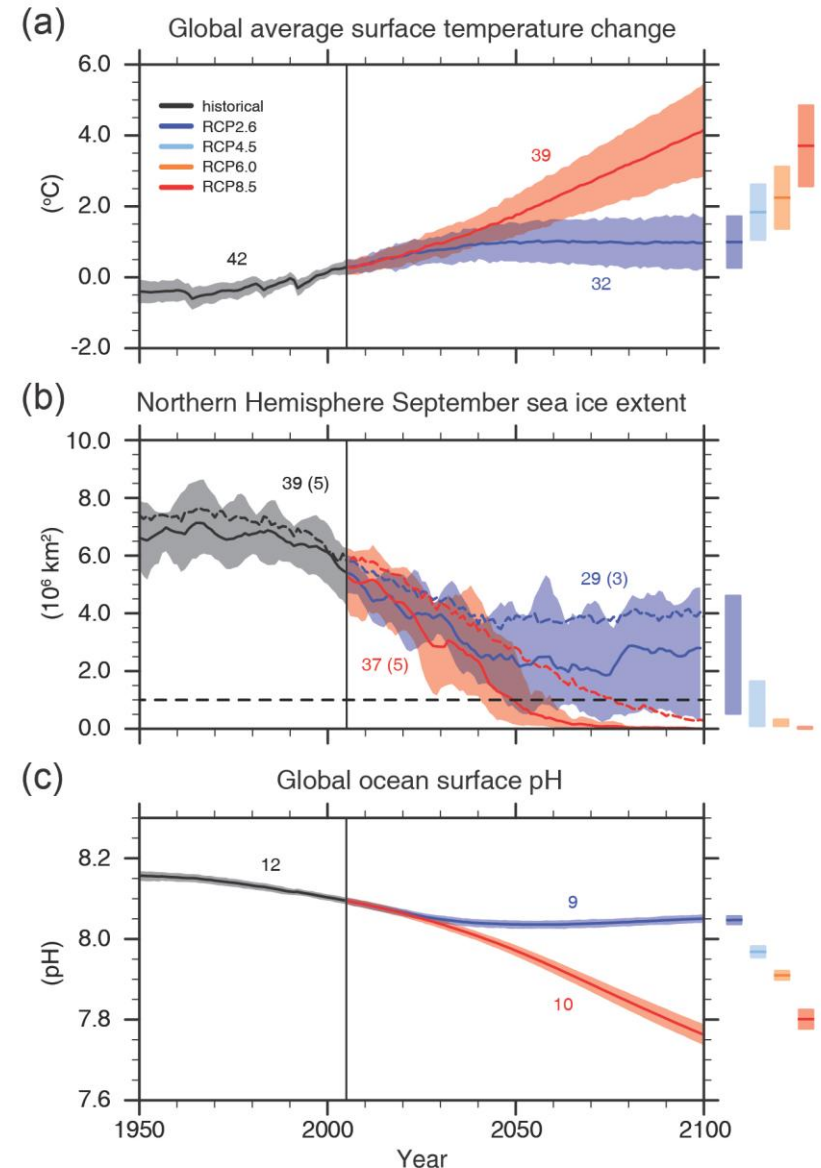 (a)
Global average surface temperature change
6.0
4.0
2.0
0.0
-2.0
(°C)
historical
RCP2.6
RCP4.5
RCP6.0
RCP8.5
42
39
32
(b)
Northern Hemisphere September sea ice extent
10.0
8.0
6.0
4.0
2.0
0.0
(10⁶ km²)
39 (5)
29 (3)
37 (5)
(c)
Global ocean surface pH
8.2
8.0
7.8
7.6
(pH)
12
9
10
1950 2000 2050 2100
Year